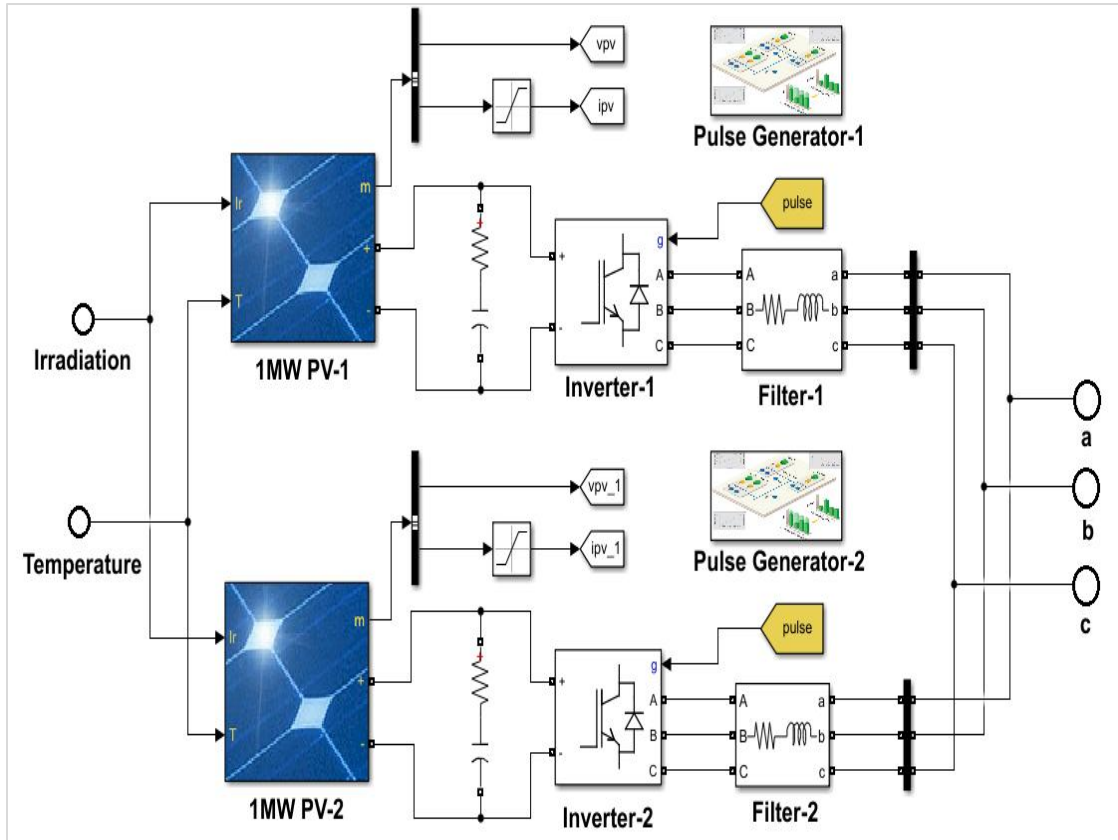 vpv
ipv
Pulse Generator-1
Ir
m
T
+
-
1MW PV-1
+
+
-
pulse
g
A
B
C
Inverter-1
A
B
C
a
b
c
Filter-1
Irradiation
Temperature
a
b
c
vpv_1
ipv_1
Pulse Generator-2
Ir
m
T
+
-
1MW PV-2
+
+
-
pulse
g
A
B
C
Inverter-2
A
B
C
a
b
c
Filter-2